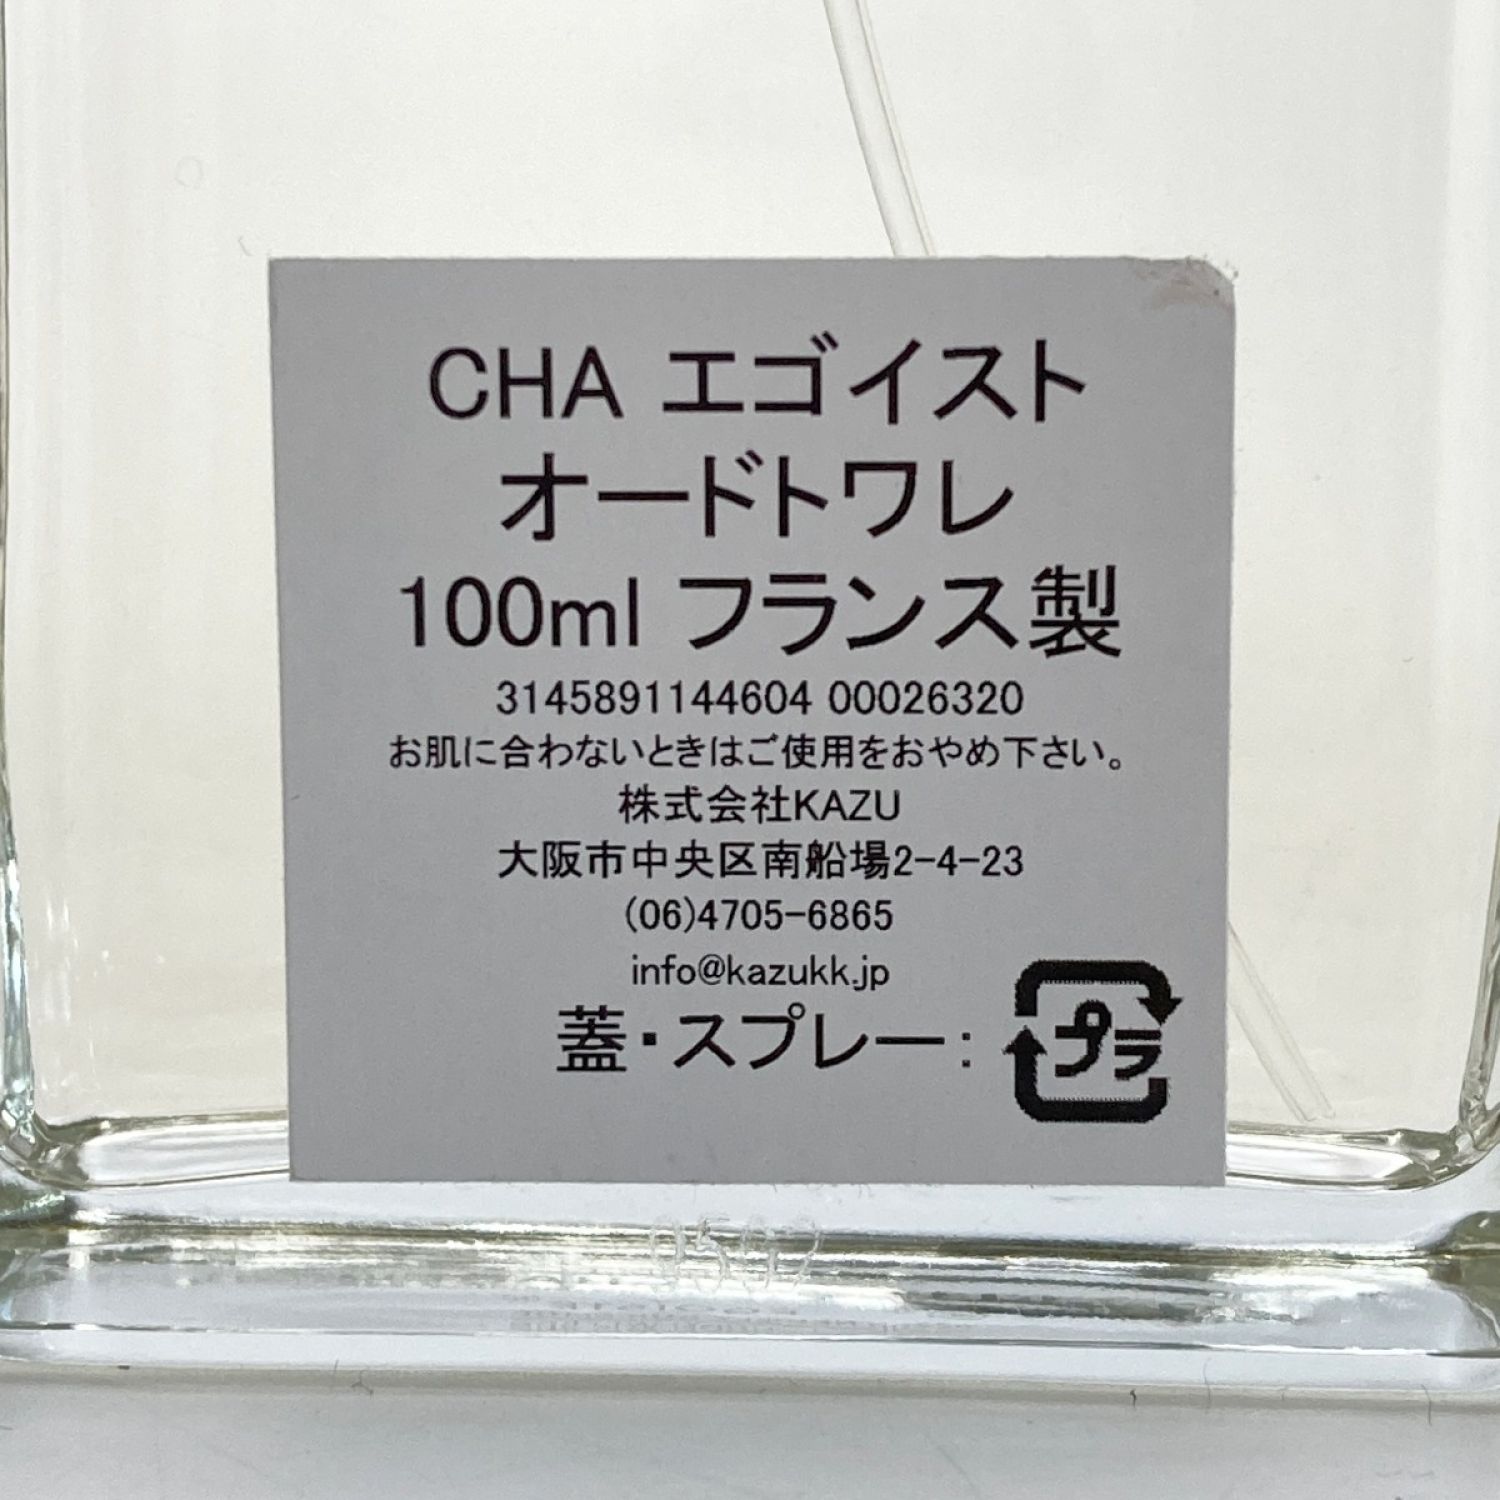 CHA エゴイスト
オードトワレ
100ml フランス製
3145891144604 00026320
お肌に合わないときはご使用をおやめ下さい。
株式会社KAZU
大阪市中央区南船場2-4-23
(06)4705-6865
info@kazukk.jp
蓋・スプレー：プラ